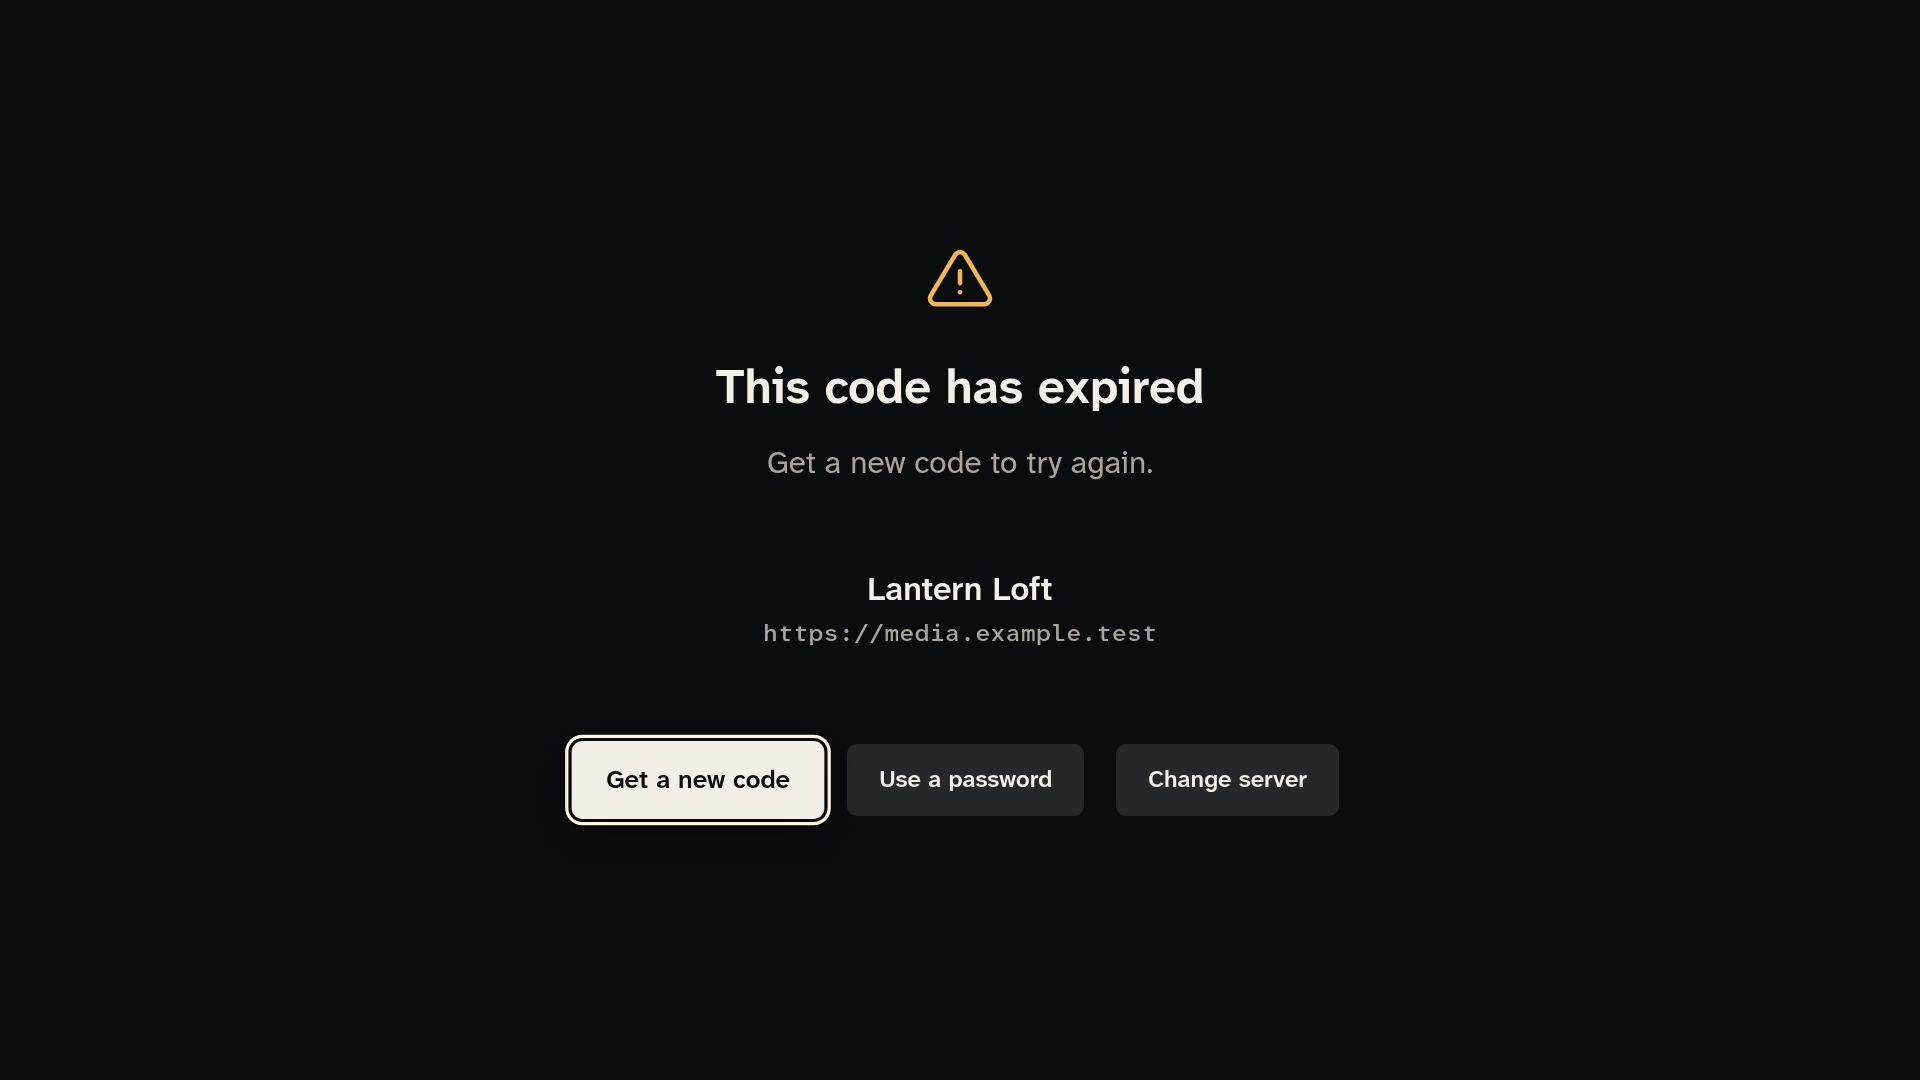 This code has expired
Get a new code to try again.
Lantern Loft
https://media.example.test
Get a new code
Use a password
Change server